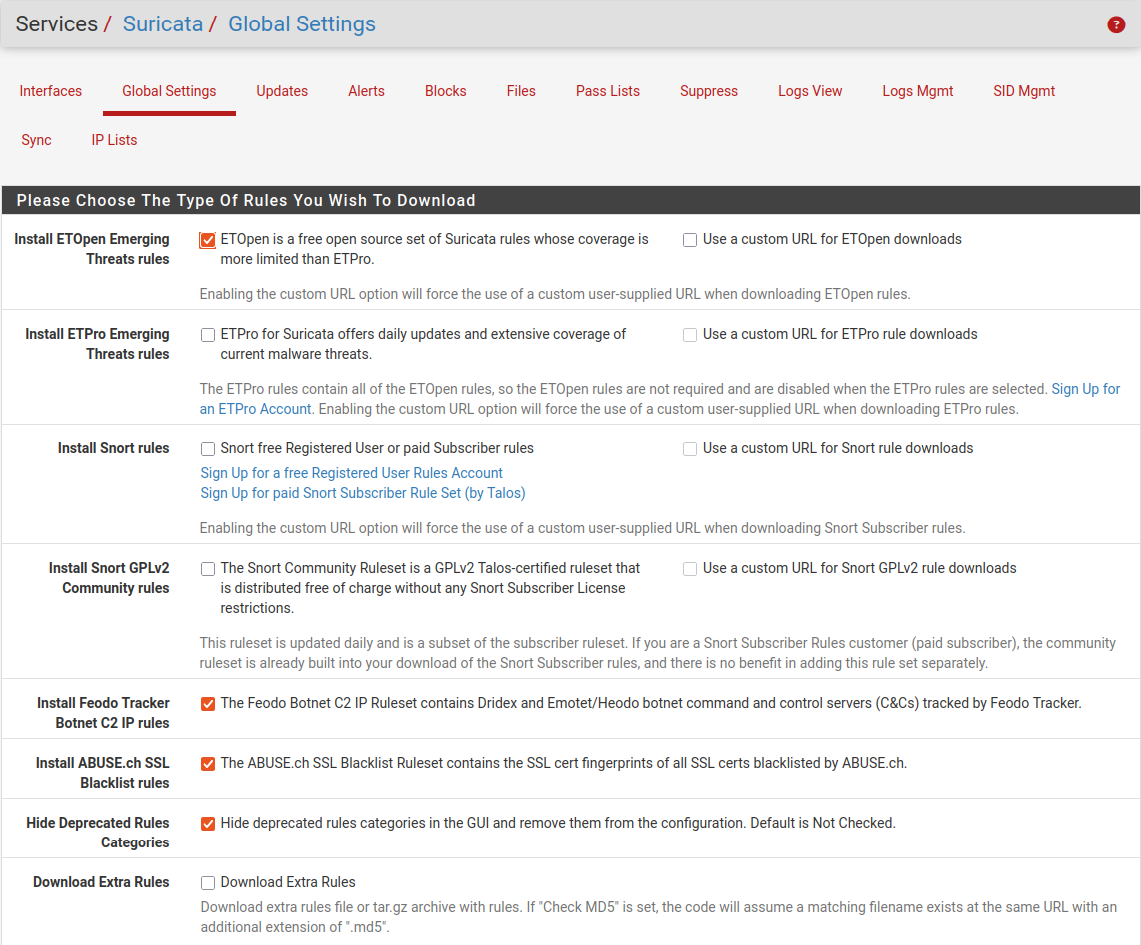 Services / Suricata / Global Settings
?
Interfaces Global Settings Updates Alerts Blocks Files Pass Lists Suppress Logs View Logs Mgmt SID Mgmt
Sync IP Lists
Please Choose The Type Of Rules You Wish To Download
Install ETOpen Emerging
Threats rules
ETOpen is a free open source set of Suricata rules whose coverage is
more limited than ETPro.
Use a custom URL for ETOpen downloads
Enabling the custom URL option will force the use of a custom user-supplied URL when downloading ETOpen rules.
Install ETPro Emerging
Threats rules
ETPro for Suricata offers daily updates and extensive coverage of
current malware threats.
Use a custom URL for ETPro rule downloads
The ETPro rules contain all of the ETOpen rules, so the ETOpen rules are not required and are disabled when the ETPro rules are selected. Sign Up for
an ETPro Account. Enabling the custom URL option will force the use of a custom user-supplied URL when downloading ETPro rules.
Install Snort rules
Snort free Registered User or paid Subscriber rules
Use a custom URL for Snort rule downloads
Sign Up for a free Registered User Rules Account
Sign Up for paid Snort Subscriber Rule Set (by Talos)
Enabling the custom URL option will force the use of a custom user-supplied URL when downloading Snort Subscriber rules.
Install Snort GPLv2
Community rules
The Snort Community Ruleset is a GPLv2 Talos-certified ruleset that
is distributed free of charge without any Snort Subscriber License
restrictions.
Use a custom URL for Snort GPLv2 rule downloads
This ruleset is updated daily and is a subset of the subscriber ruleset. If you are a Snort Subscriber Rules customer (paid subscriber), the community
ruleset is already built into your download of the Snort Subscriber rules, and there is no benefit in adding this rule set separately.
Install Feodo Tracker
Botnet C2 IP rules
The Feodo Botnet C2 IP Ruleset contains Dridex and Emotet/Heodo botnet command and control servers (C&Cs) tracked by Feodo Tracker.
Install ABUSE.ch SSL
Blacklist rules
The ABUSE.ch SSL Blacklist Ruleset contains the SSL cert fingerprints of all SSL certs blacklisted by ABUSE.ch.
Hide Deprecated Rules
Categories
Hide deprecated rules categories in the GUI and remove them from the configuration. Default is Not Checked.
Download Extra Rules
Download Extra Rules
Download extra rules file or tar.gz archive with rules. If "Check MD5" is set, the code will assume a matching filename exists at the same URL with an
additional extension of ".md5".